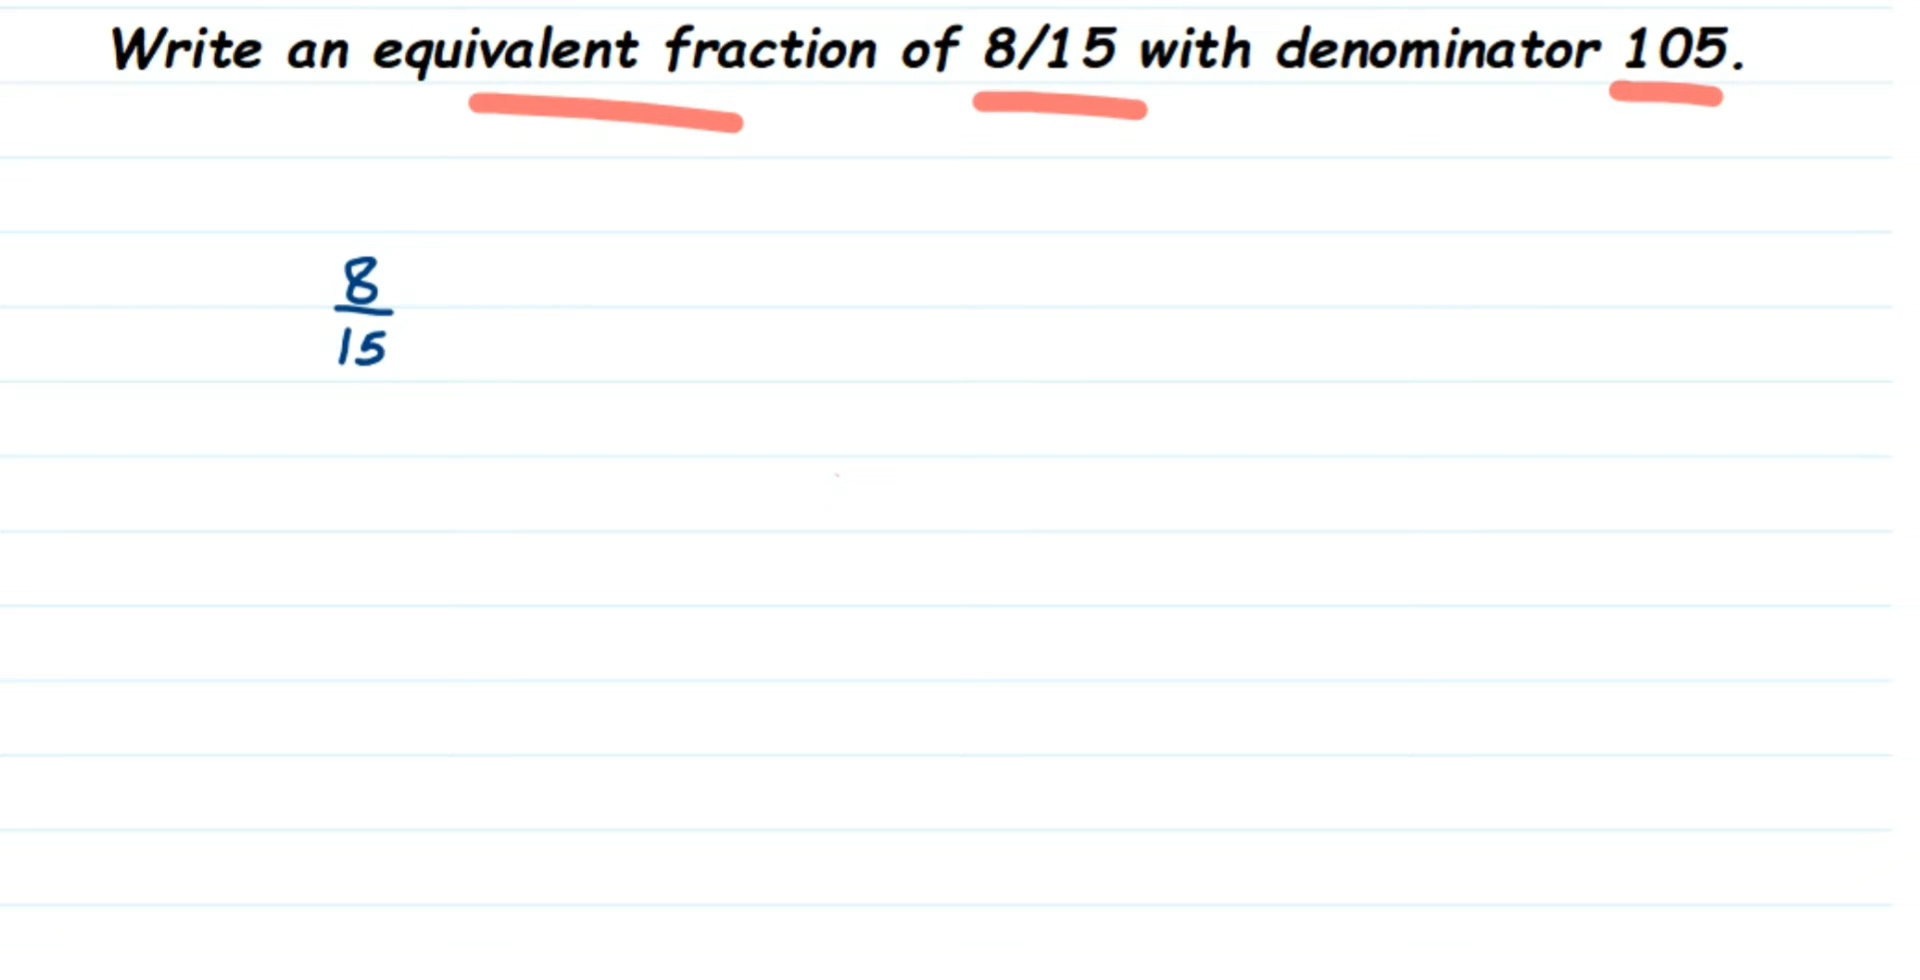 Write an equivalent fraction of 8/15 with denominator 105.
8
15